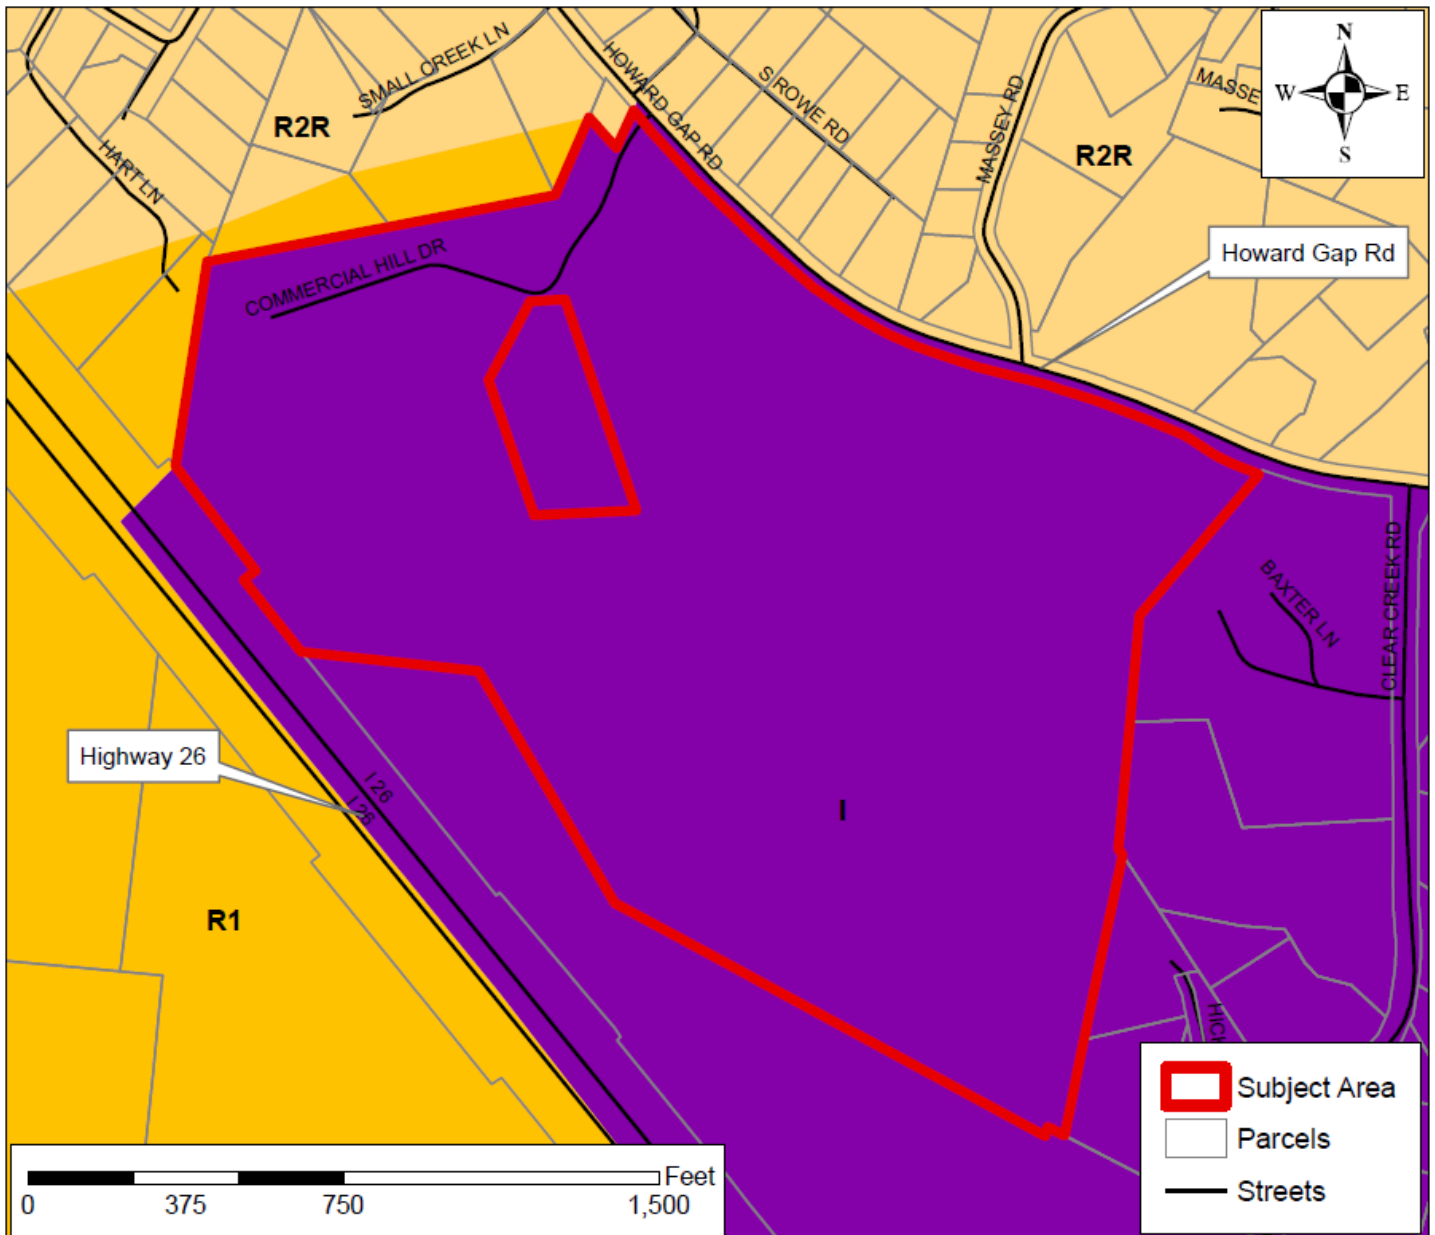 SMALL CREEK LN
HOWARD GAP RD
S ROWE RD
MASSEY RD
MASSE
N
W E
S
R2R
R2R
HART LN
Howard Gap Rd
COMMERCIAL HILL DR
CLEAR CREEK RD
BAXTER LN
Highway 26
I 26
I 26
I
R1
HICK
Subject Area
Parcels
Streets
Feet
0 375 750 1,500